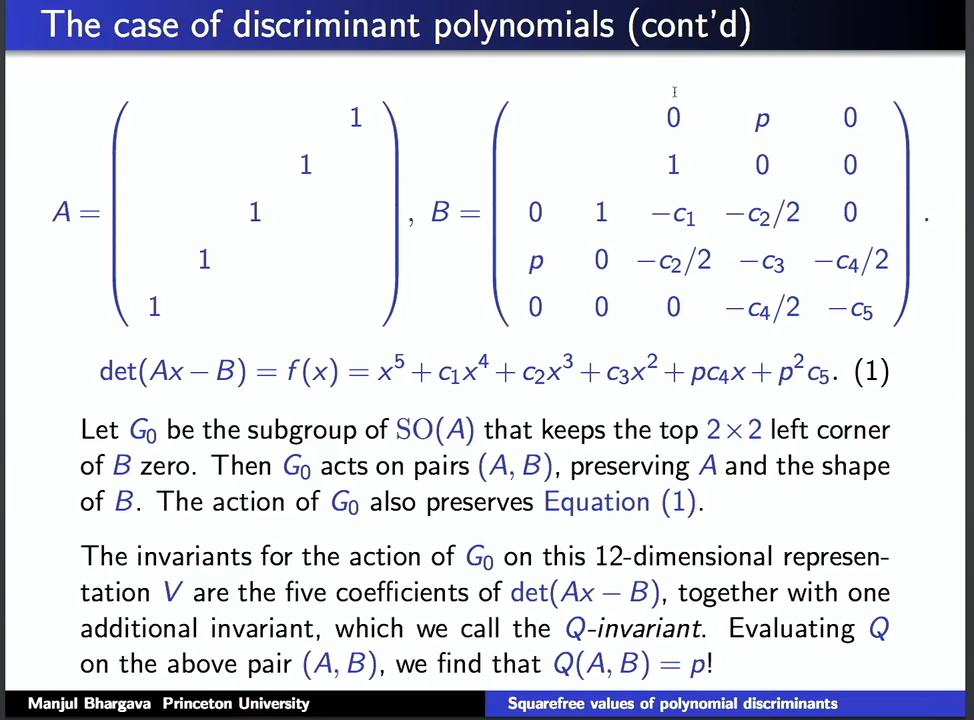 The case of discriminant polynomials (cont'd)
A = ( 1 1 1 1 1 ), B = (
0 p 0
1 0 0
0 1 −c₁ −c₂/2 0
p 0 −c₂/2 −c₃ −c₄/2
0 0 0 −c₄/2 −c₅ ) .
det(Ax − B) = f(x) = x⁵ + c₁x⁴ + c₂x³ + c₃x² + pc₄x + p²c₅. (1)
Let G₀ be the subgroup of SO(A) that keeps the top 2×2 left corner
of B zero. Then G₀ acts on pairs (A, B), preserving A and the shape
of B. The action of G₀ also preserves Equation (1).
The invariants for the action of G₀ on this 12-dimensional represen-
tation V are the five coefficients of det(Ax − B), together with one
additional invariant, which we call the Q-invariant. Evaluating Q
on the above pair (A, B), we find that Q(A, B) = p!
Manjul Bhargava Princeton University
Squarefree values of polynomial discriminants